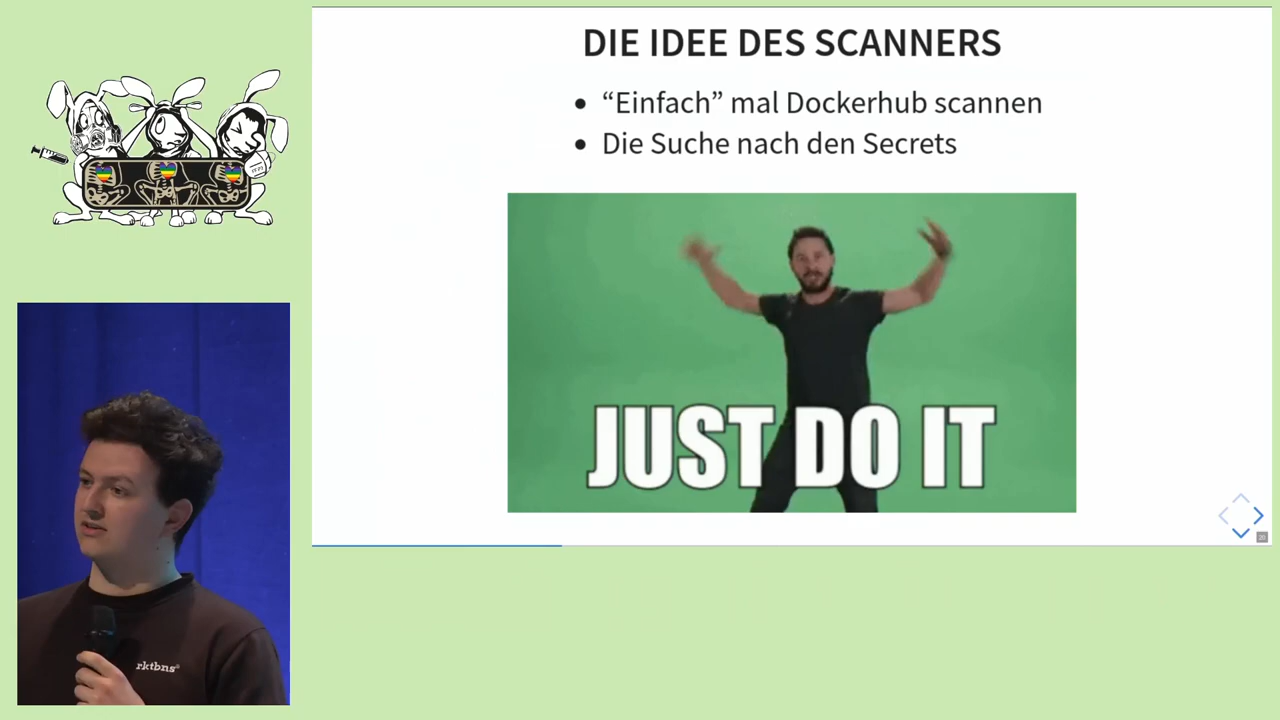 DIE IDEE DES SCANNERS
• “Einfach” mal Dockerhub scannen
• Die Suche nach den Secrets
JUST DO IT
rktbns